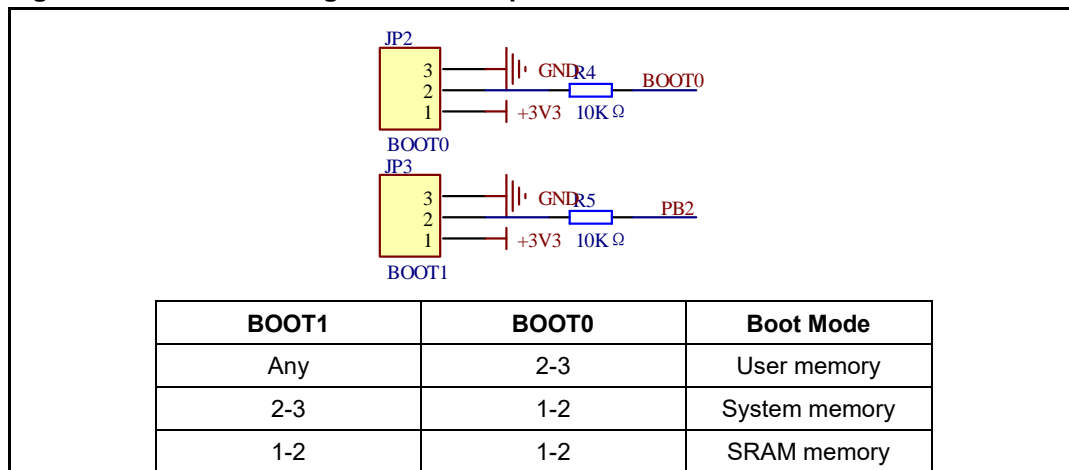 JP2
3 GND R4 BOOT0
2
1 +3V3 10K Ω
BOOT0
JP3
3 GND R5 PB2
2
1 +3V3 10K Ω
BOOT1
BOOT1 BOOT0 Boot Mode
Any 2-3 User memory
2-3 1-2 System memory
1-2 1-2 SRAM memory